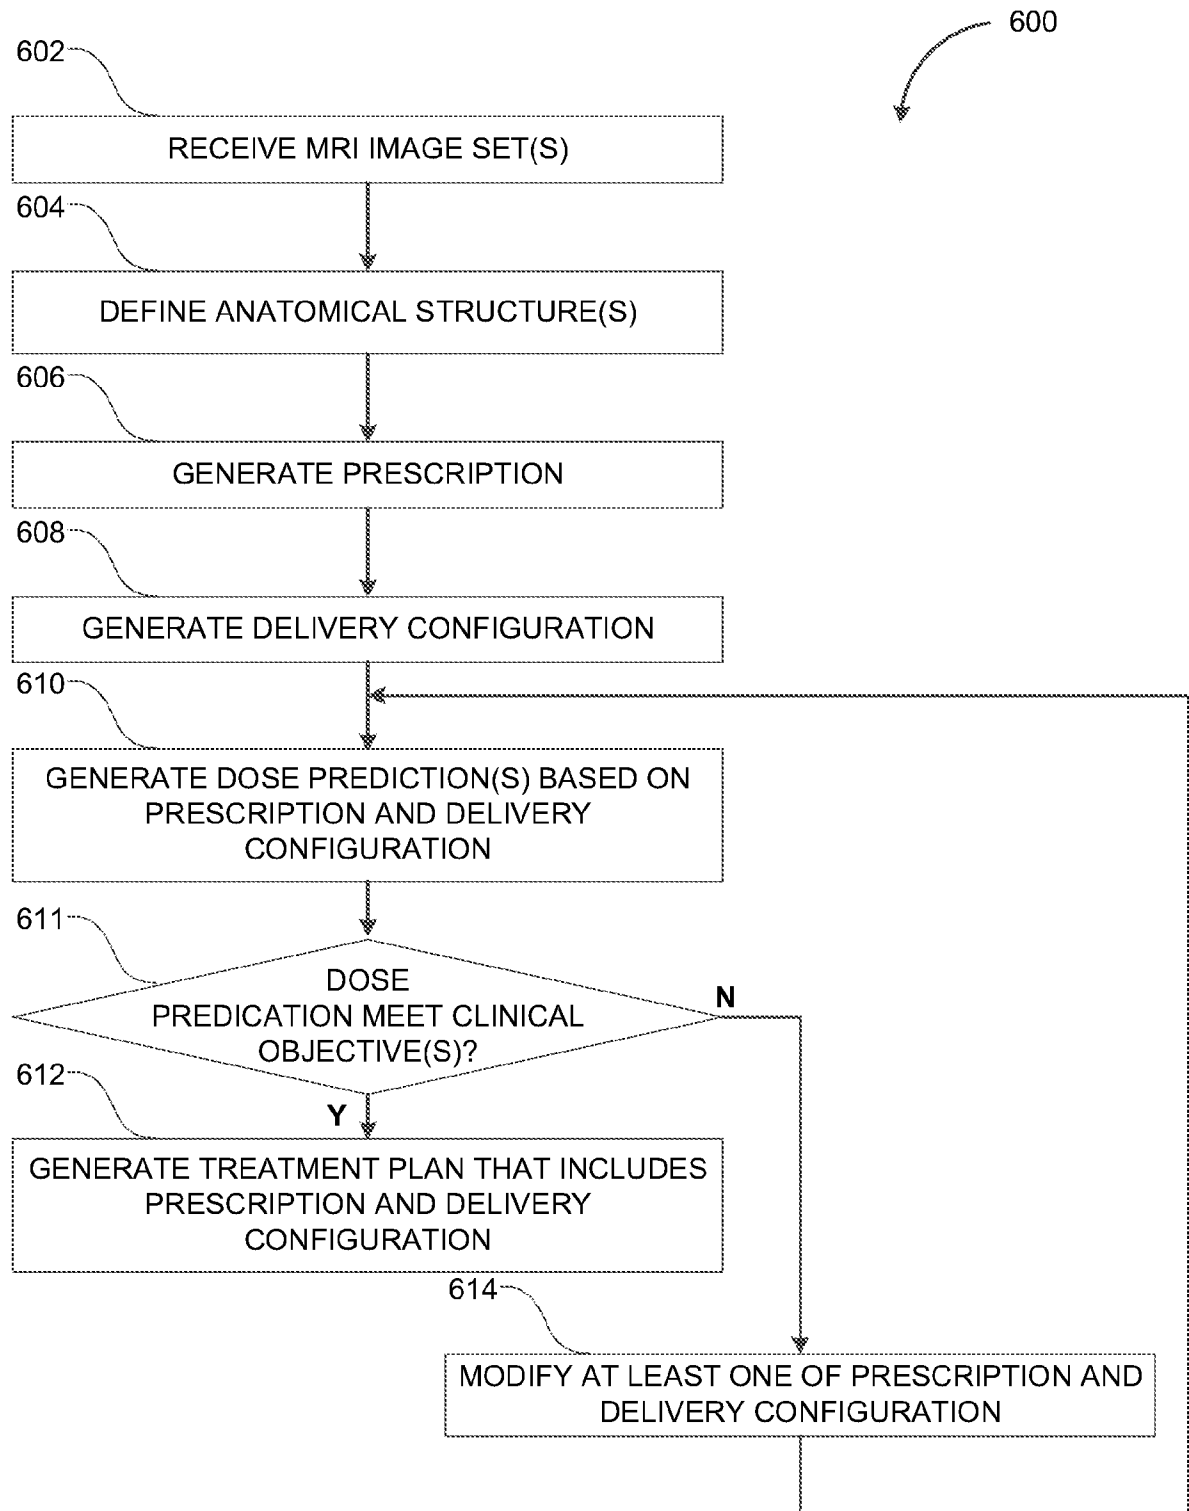 600
602
RECEIVE MRI IMAGE SET(S)
604
DEFINE ANATOMICAL STRUCTURE(S)
606
GENERATE PRESCRIPTION
608
GENERATE DELIVERY CONFIGURATION
610
GENERATE DOSE PREDICTION(S) BASED ON
PRESCRIPTION AND DELIVERY
CONFIGURATION
611
DOSE
PREDICATION MEET CLINICAL
OBJECTIVE(S)?
N
612
Y
GENERATE TREATMENT PLAN THAT INCLUDES
PRESCRIPTION AND DELIVERY
CONFIGURATION
614
MODIFY AT LEAST ONE OF PRESCRIPTION AND
DELIVERY CONFIGURATION